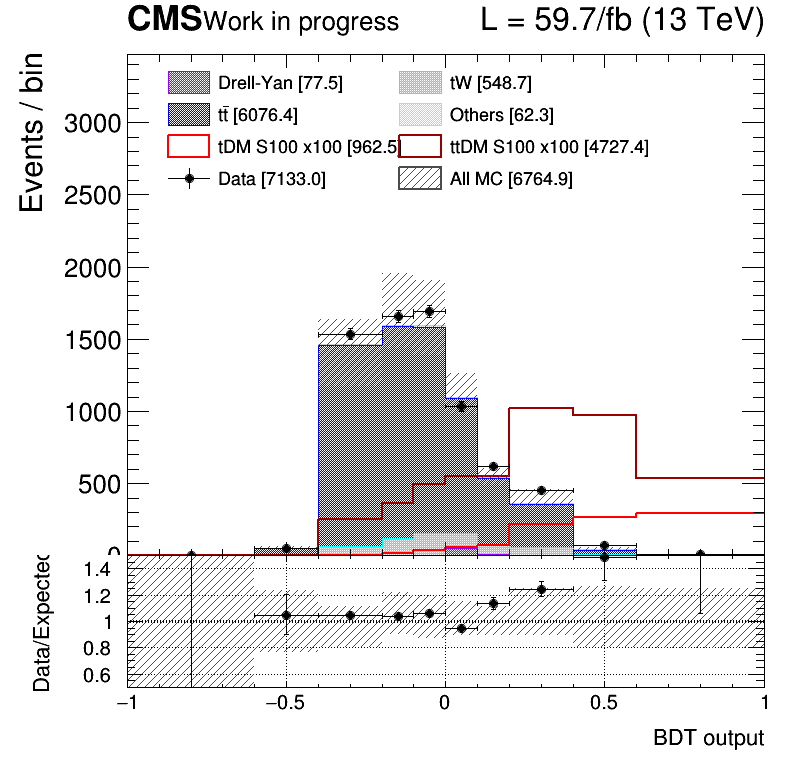 CMS Work in progress L = 59.7/fb (13 TeV)
Events / bin
Drell-Yan [77.5] tW [548.7]
tt̄ [6076.4] Others [62.3]
tDM S100 x100 [962.5] ttDM S100 x100 [4727.4]
Data [7133.0] All MC [6764.9]
3000
2500
2000
1500
1000
500
0
Data/Expected
1.4
1.2
1
0.8
0.6
−1 −0.5 0 0.5 1
BDT output